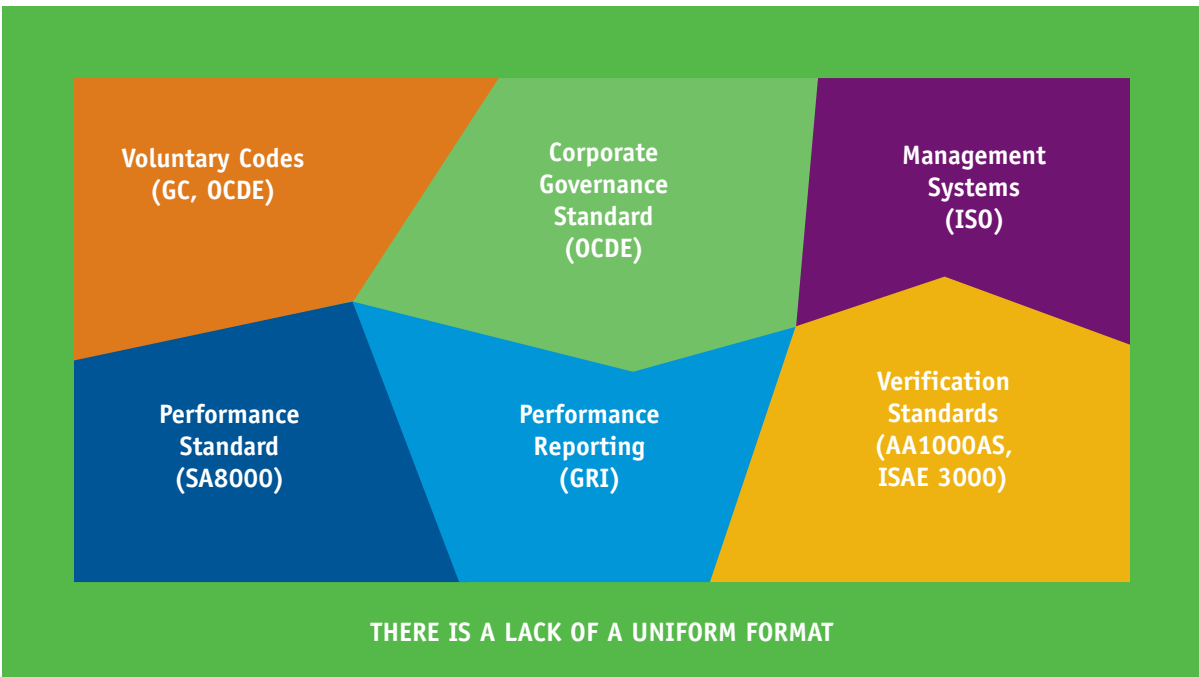 Voluntary Codes
(GC, OCDE)
Corporate
Governance
Standard
(OCDE)
Management
Systems
(ISO)
Performance
Standard
(SA8000)
Performance
Reporting
(GRI)
Verification
Standards
(AA1000AS,
ISAE 3000)
THERE IS A LACK OF A UNIFORM FORMAT